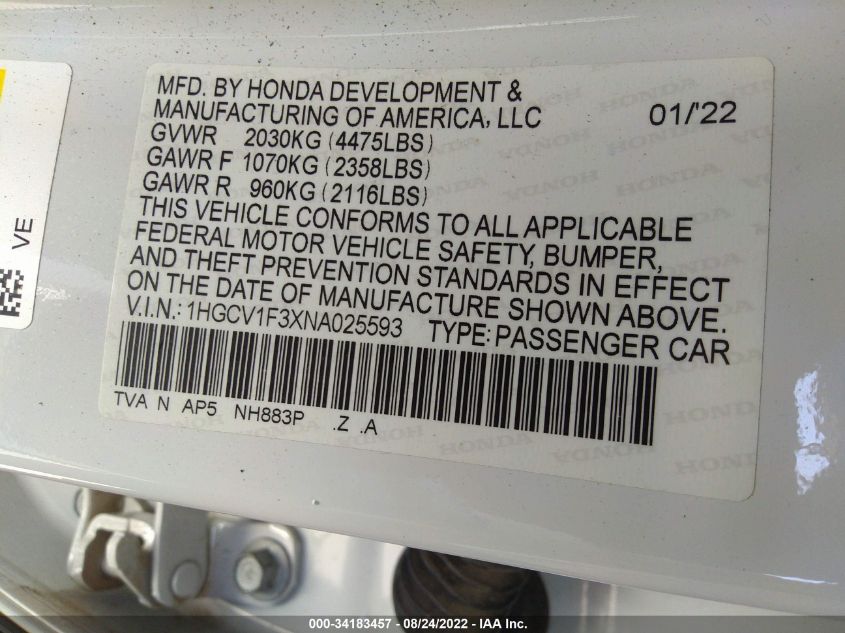 MFD. BY HONDA DEVELOPMENT &
MANUFACTURING OF AMERICA, LLC 01/'22
GVWR 2030KG (4475LBS)
GAWR F 1070KG (2358LBS)
GAWR R 960KG (2116LBS)
THIS VEHICLE CONFORMS TO ALL APPLICABLE
FEDERAL MOTOR VEHICLE SAFETY, BUMPER,
AND THEFT PREVENTION STANDARDS IN EFFECT
ON THE DATE OF MANUFACTURE SHOWN ABOVE.
V.I.N.: 1HGCV1F3XNA025593 TYPE: PASSENGER CAR
TVA N AP5 NH883P .Z .A
VE
000-34183457 - 08/24/2022 - IAA Inc.